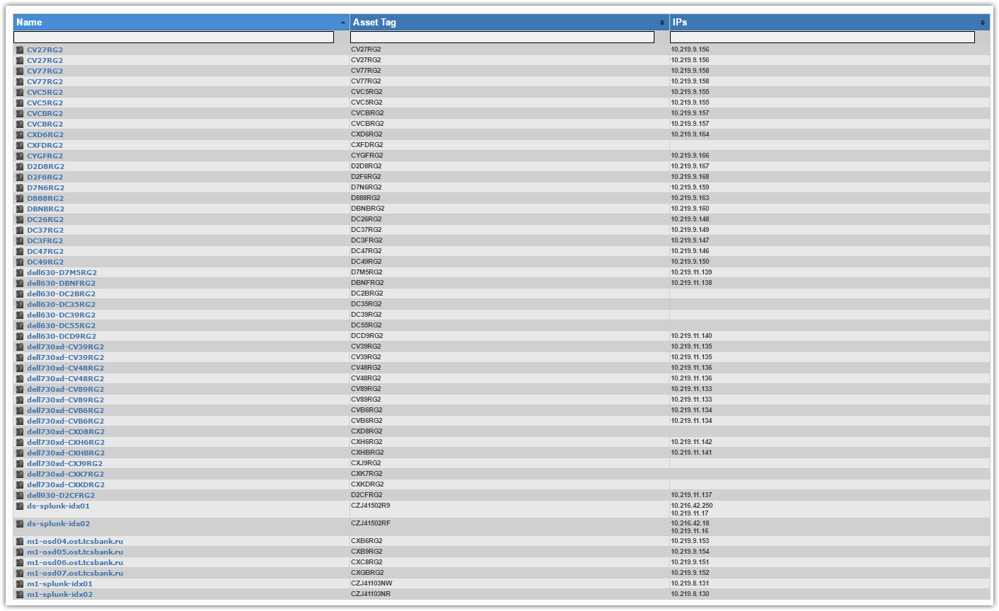 Name Asset Tag IPs
CV27RG2 CV27RG2 10.219.9.156
CV27RG2 CV27RG2 10.219.9.156
CV77RG2 CV77RG2 10.219.9.158
CV77RG2 CV77RG2 10.219.9.158
CVC5RG2 CVC5RG2 10.219.9.155
CVC5RG2 CVC5RG2 10.219.9.155
CVCBRG2 CVCBRG2 10.219.9.157
CVCBRG2 CVCBRG2 10.219.9.157
CXD6RG2 CXD6RG2 10.219.9.164
CXFDRG2 CXFDRG2
CYGFRG2 CYGFRG2 10.219.9.166
D2D8RG2 D2D8RG2 10.219.9.167
D2F6RG2 D2F6RG2 10.219.9.168
D7N6RG2 D7N6RG2 10.219.9.159
D888RG2 D888RG2 10.219.9.163
DBNBRG2 DBNBRG2 10.219.9.160
DC26RG2 DC26RG2 10.219.9.148
DC37RG2 DC37RG2 10.219.9.149
DC3FRG2 DC3FRG2 10.219.9.147
DC47RG2 DC47RG2 10.219.9.146
DC49RG2 DC49RG2 10.219.9.150
dell630-D7M5RG2 D7M5RG2 10.219.11.139
dell630-DBNFRG2 DBNFRG2 10.219.11.138
dell630-DC2BRG2 DC2BRG2
dell630-DC35RG2 DC35RG2
dell630-DC39RG2 DC39RG2
dell630-DC55RG2 DC55RG2
dell630-DCD9RG2 DCD9RG2 10.219.11.140
dell730xd-CV39RG2 CV39RG2 10.219.11.135
dell730xd-CV39RG2 CV39RG2 10.219.11.135
dell730xd-CV48RG2 CV48RG2 10.219.11.136
dell730xd-CV48RG2 CV48RG2 10.219.11.136
dell730xd-CV89RG2 CV89RG2 10.219.11.133
dell730xd-CV89RG2 CV89RG2 10.219.11.133
dell730xd-CVB6RG2 CVB6RG2 10.219.11.134
dell730xd-CVB6RG2 CVB6RG2 10.219.11.134
dell730xd-CXD8RG2 CXD8RG2
dell730xd-CXH6RG2 CXH6RG2 10.219.11.142
dell730xd-CXHBRG2 CXHBRG2 10.219.11.141
dell730xd-CXJ9RG2 CXJ9RG2
dell730xd-CXK7RG2 CXK7RG2
dell730xd-CXKDRG2 CXKDRG2
dell930-D2CFRG2 D2CFRG2 10.219.11.137
ds-splunk-idx01 CZJ41502R9 10.216.42.250
10.219.11.17
ds-splunk-idx02 CZJ41502RF 10.216.42.18
10.219.11.16
m1-osd04.ost.tcsbank.ru CXB6RG2 10.219.9.153
m1-osd05.ost.tcsbank.ru CXB9RG2 10.219.9.154
m1-osd06.ost.tcsbank.ru CXC8RG2 10.219.9.151
m1-osd07.ost.tcsbank.ru CXGBRG2 10.219.9.152
m1-splunk-idx01 CZJ41103NW 10.219.8.131
m1-splunk-idx02 CZJ41103NR 10.219.8.130